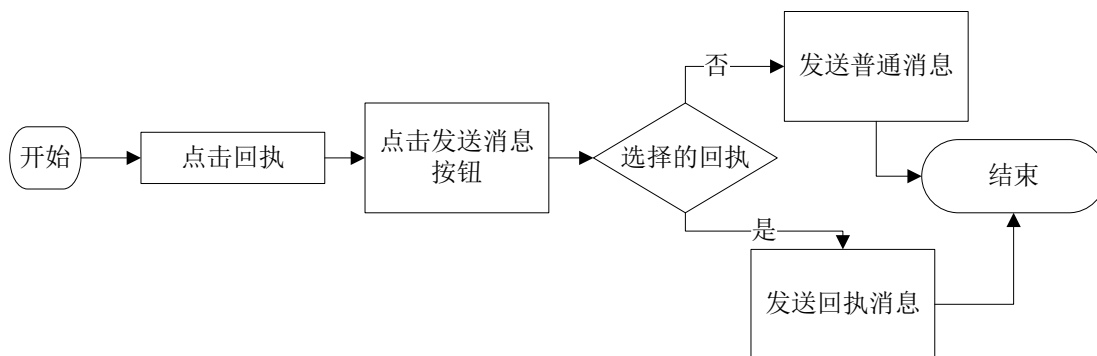 开始
点击回执
点击发送消息
按钮
选择的回执
否
发送普通消息
是
发送回执消息
结束